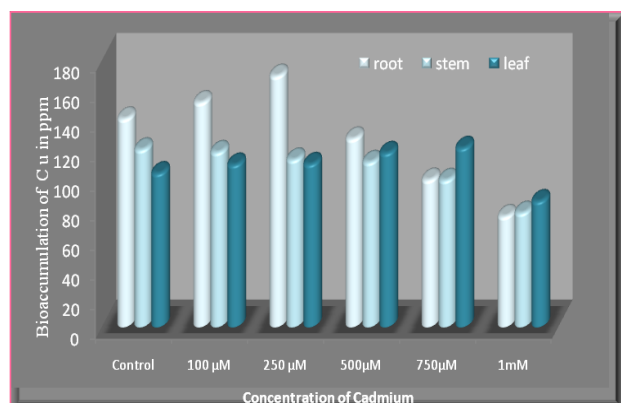 root stem leaf
180
160
140
120
100
80
60
40
20
0
Bioaccumulation of C u in ppm
Control 100 µM 250 µM 500µM 750µM 1mM
Concentration of Cadmium